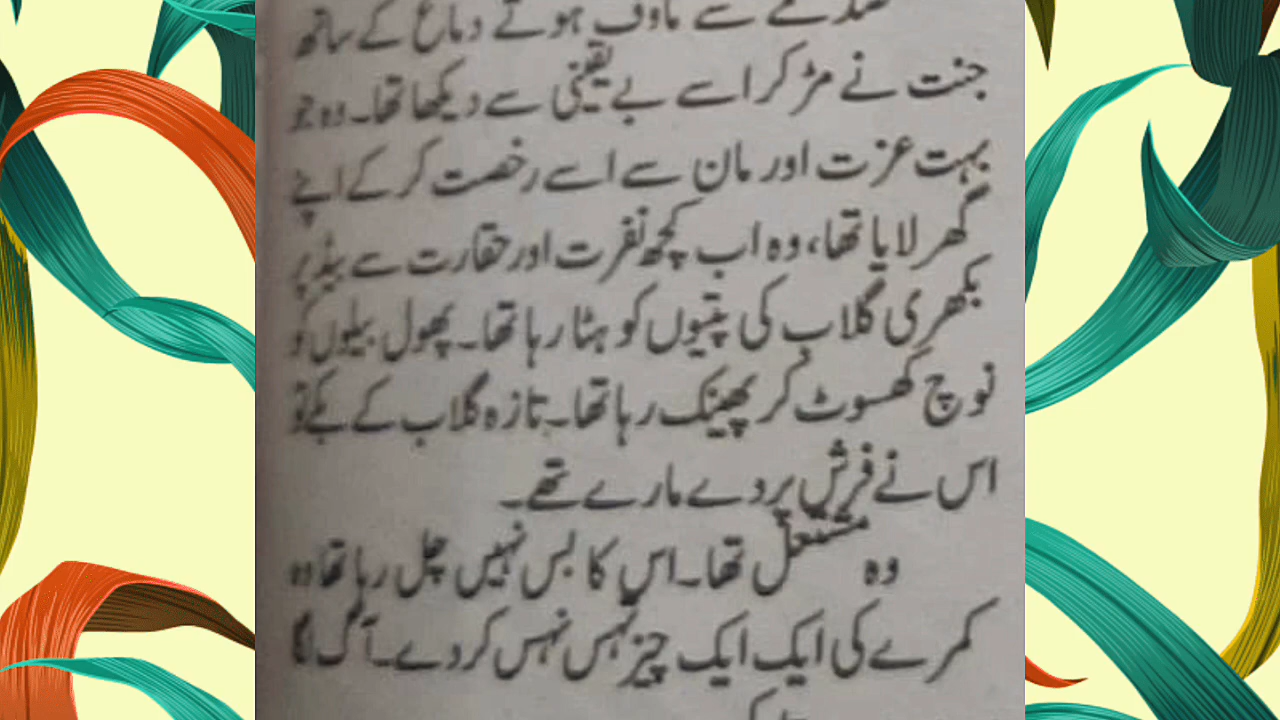 صدمے سے ماؤف ہوتے دماغ کے ساتھ
جنت نے مڑ کر اسے بے یقینی سے دیکھا تھا۔ وہ جو
بہت عزت اور مان سے اسے رخصت کر کے اپنے
گھر لایا تھا، وہ اب کچھ نفرت اور حقارت سے بیڈ پر
بکھری گلاب کی پتیوں کو ہٹا رہا تھا۔ پھول بیلوں کو
نوچ کھسوٹ کر پھینک رہا تھا۔ تازہ گلاب کے بکے تو
اس نے فرش پر دے مارے تھے۔
وہ مشتعل تھا۔ اس کا بس نہیں چل رہا تھا وہ
کمرے کی ایک ایک چیز تہس نہس کر دے۔ آگ لگا